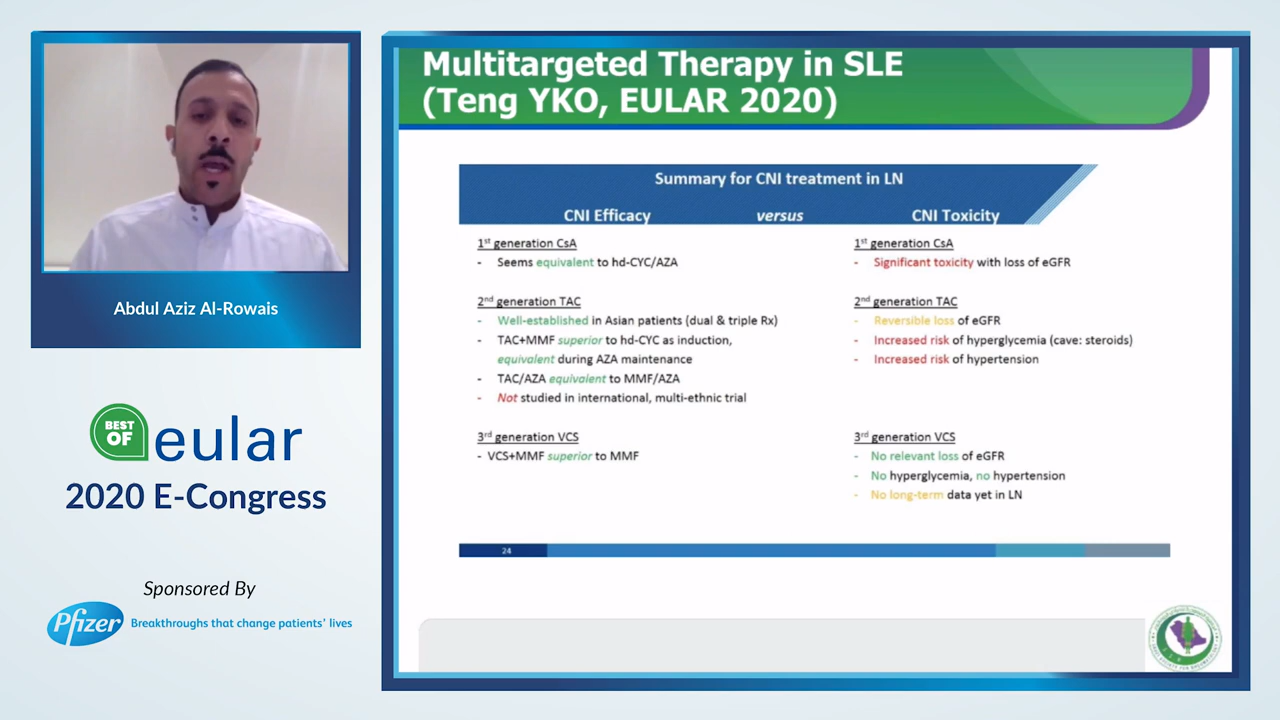 Abdul Aziz Al-Rowais
BEST
OF
eular
2020 E-Congress
Sponsored By
Pfizer
Breakthroughs that change patients' lives
Multitargeted Therapy in SLE
(Teng YKO, EULAR 2020)
Summary for CNI treatment in LN
CNI Efficacy versus CNI Toxicity
1st generation CsA
- Seems equivalent to hd-CYC/AZA
2nd generation TAC
- Well-established in Asian patients (dual & triple Rx)
- TAC+MMF superior to hd-CYC as induction,
equivalent during AZA maintenance
- TAC/AZA equivalent to MMF/AZA
- Not studied in international, multi-ethnic trial
3rd generation VCS
- VCS+MMF superior to MMF
1st generation CsA
- Significant toxicity with loss of eGFR
2nd generation TAC
- Reversible loss of eGFR
- Increased risk of hyperglycemia (cave: steroids)
- Increased risk of hypertension
3rd generation VCS
- No relevant loss of eGFR
- No hyperglycemia, no hypertension
- No long-term data yet in LN
24